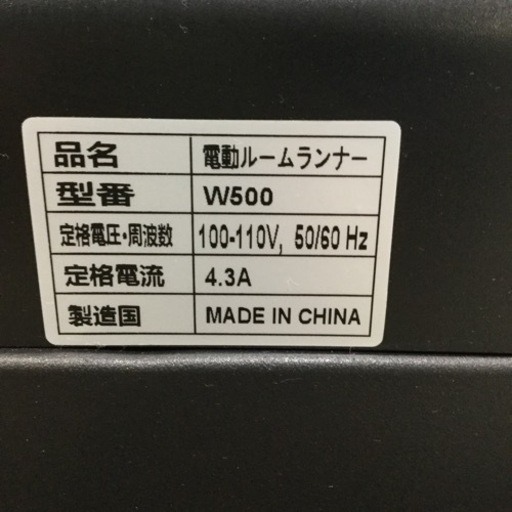 品名 電動ルームランナー
型番 W500
定格電圧・周波数 100-110V, 50/60 Hz
定格電流 4.3A
製造国 MADE IN CHINA